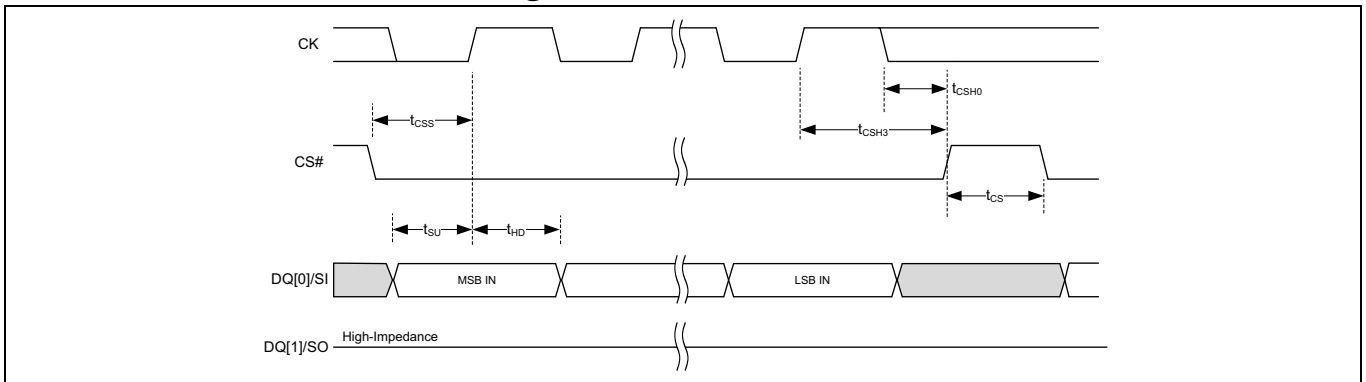 CK
tCSH0
tCSS
tCSH3
CS#
tCS
tSU
tHD
DQ[0]/SI
MSB IN
LSB IN
High-Impedance
DQ[1]/SO